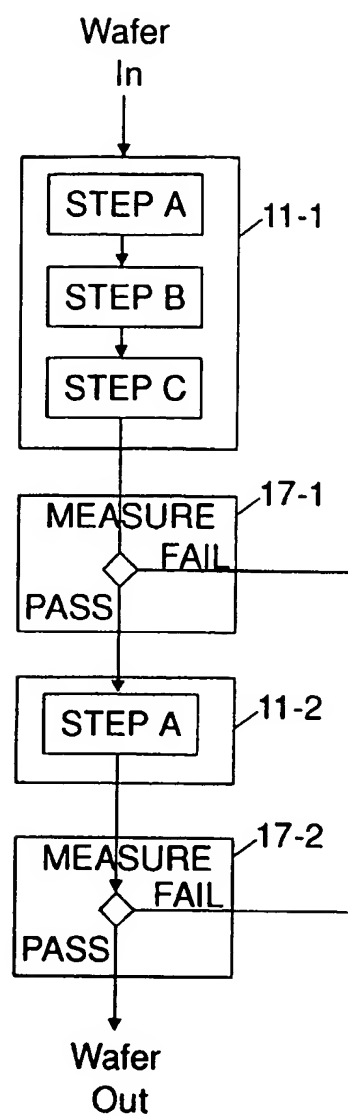 Wafer
In
STEP A
11-1
STEP B
STEP C
17-1
MEASURE
FAIL
PASS
11-2
STEP A
17-2
MEASURE
FAIL
PASS
Wafer
Out